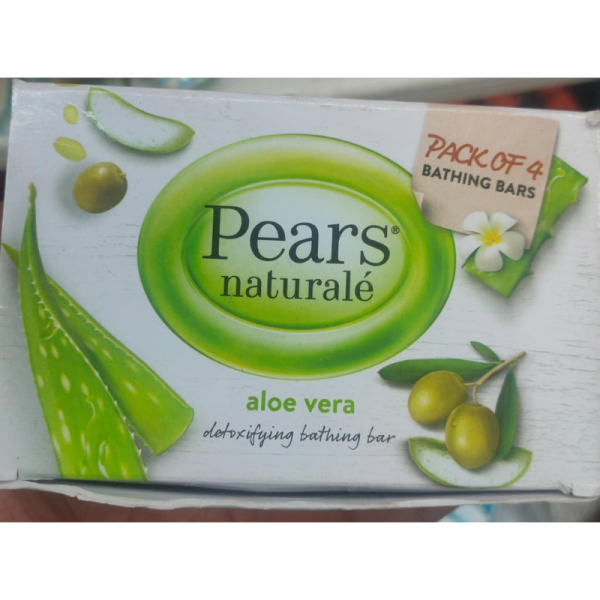 PACK OF 4
BATHING BARS
Pears®
naturalé
aloe vera
detoxifying bathing bar